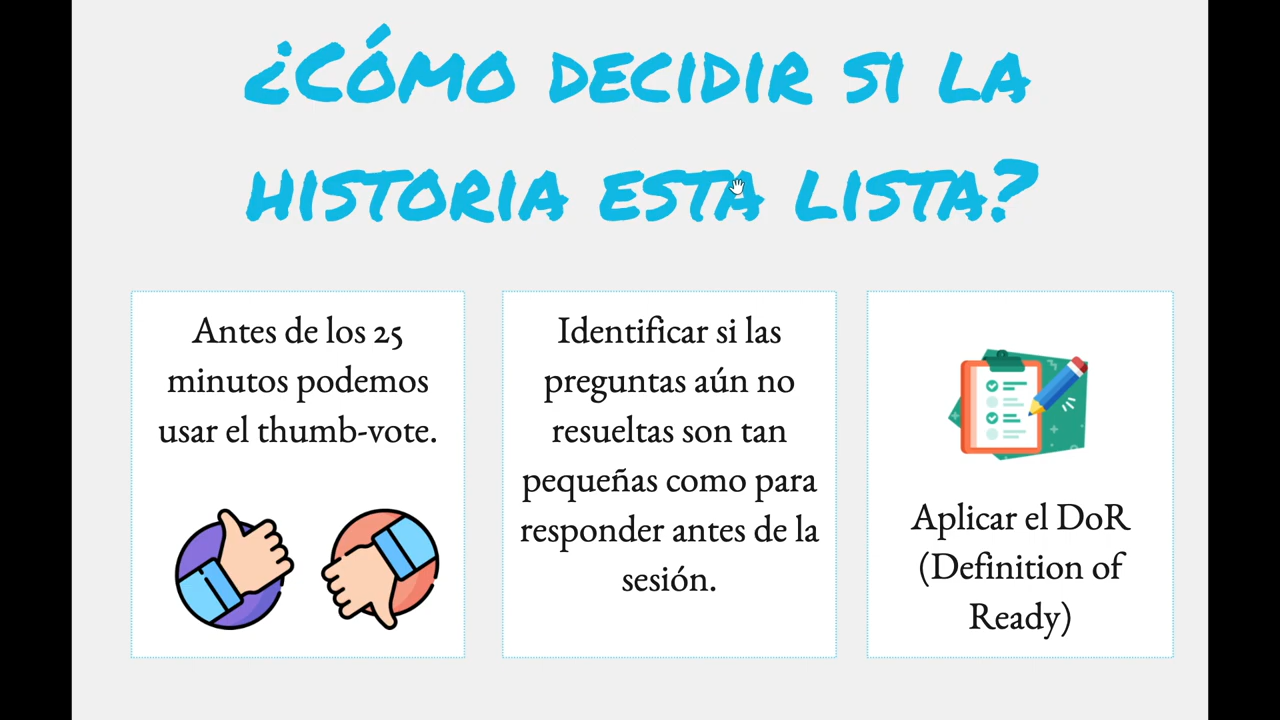 ¿Cómo decidir si la
historia esta lista?
Antes de los 25
minutos podemos
usar el thumb-vote.
Identificar si las
preguntas aún no
resueltas son tan
pequeñas como para
responder antes de la
sesión.
Aplicar el DoR
(Definition of
Ready)